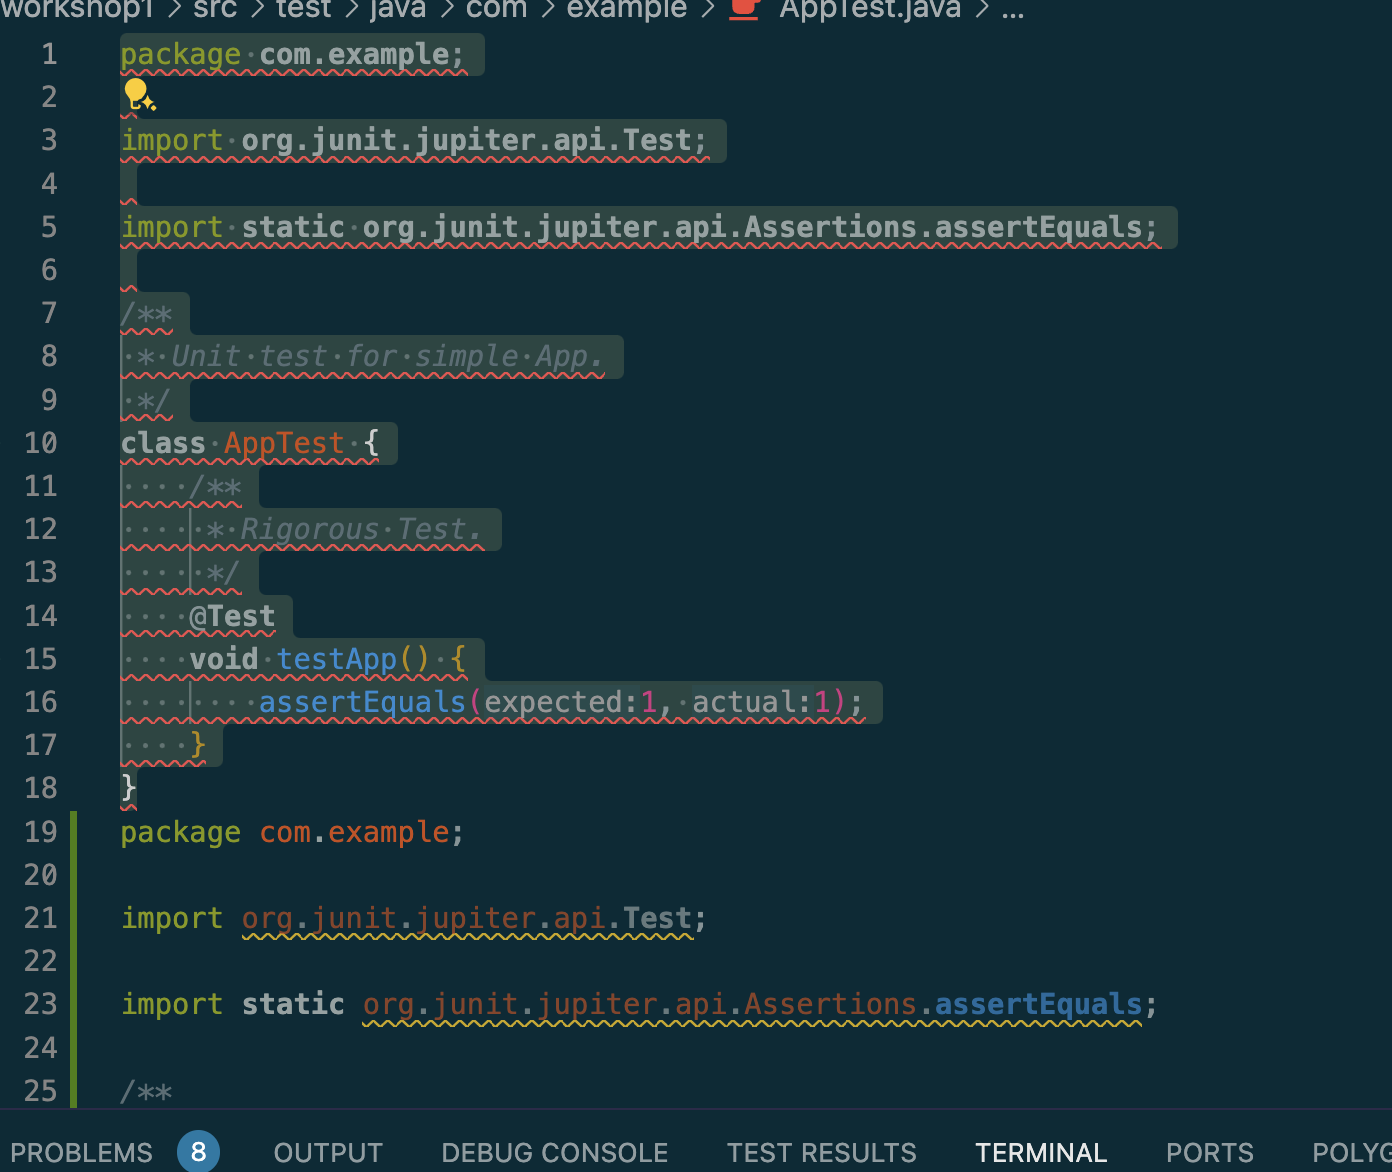 workshop1 > src > test > java > com > example > AppTest.java > ...
1 package com.example;
2
3 import org.junit.jupiter.api.Test;
4
5 import static org.junit.jupiter.api.Assertions.assertEquals;
6
7 /**
8  * Unit test for simple App.
9  */
10 class AppTest {
11     /**
12      * Rigorous Test.
13      */
14     @Test
15     void testApp() {
16         assertEquals(expected:1, actual:1);
17     }
18 }
19 package com.example;
20
21 import org.junit.jupiter.api.Test;
22
23 import static org.junit.jupiter.api.Assertions.assertEquals;
24
25 /**
PROBLEMS 8 OUTPUT DEBUG CONSOLE TEST RESULTS TERMINAL PORTS POLYG